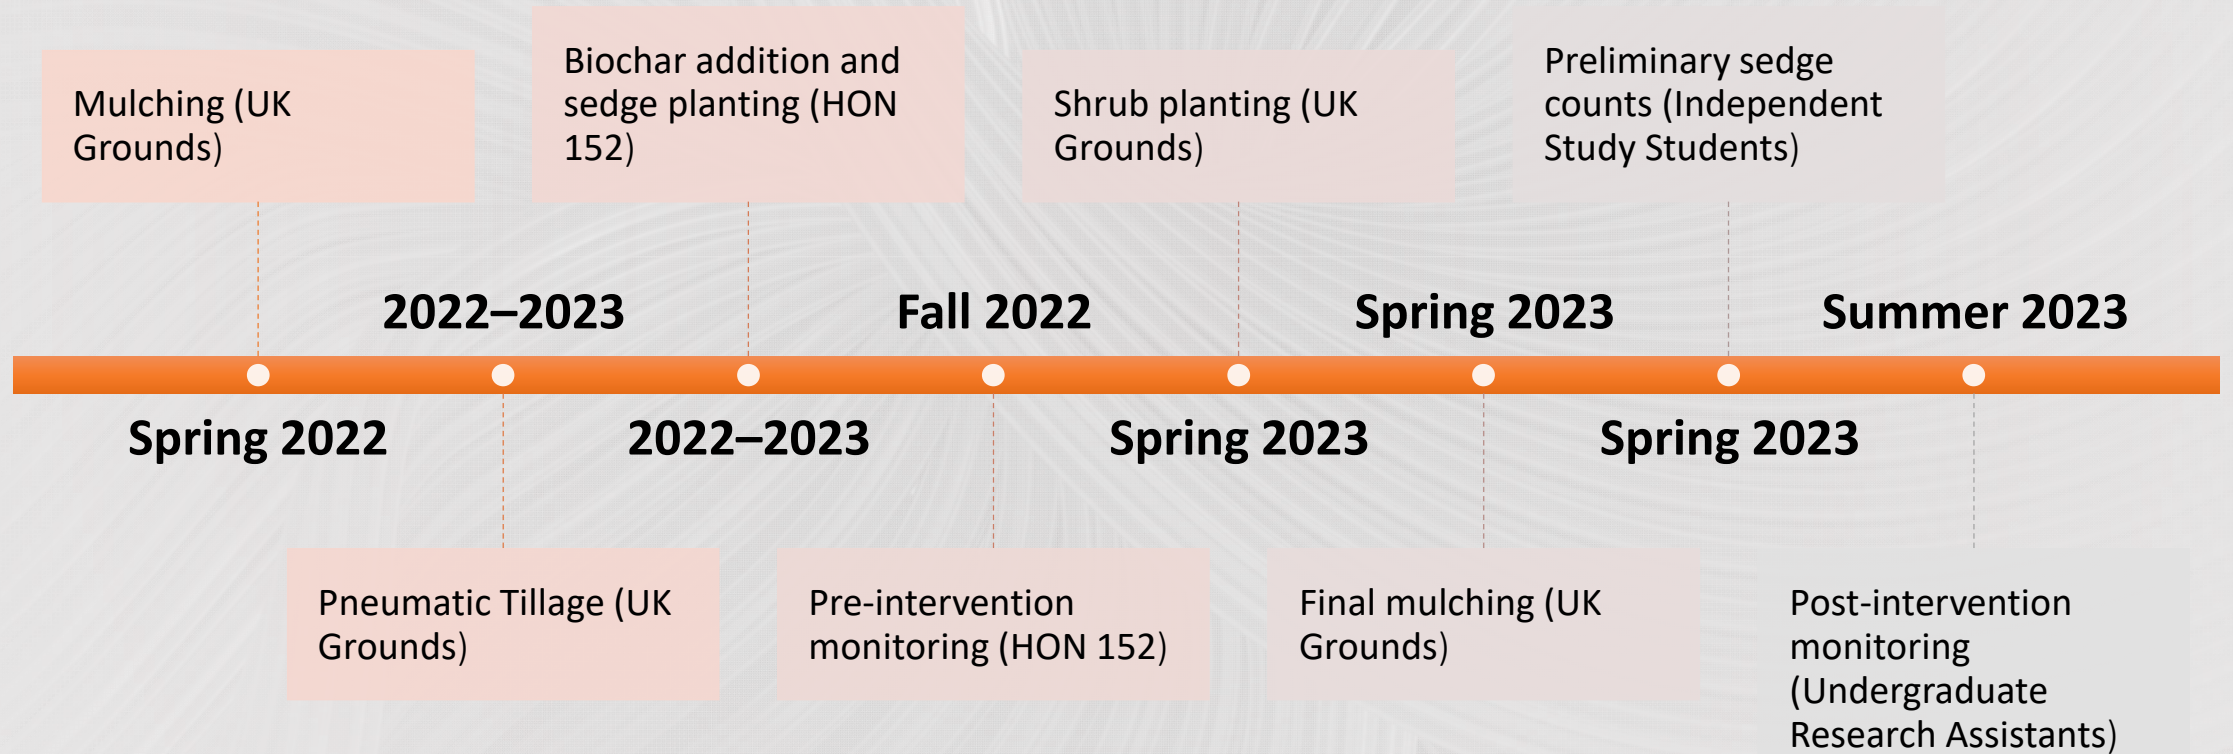 Mulching (UK
Grounds)
Spring 2022
2022–2023
Pneumatic Tillage (UK
Grounds)
Biochar addition and
sedge planting (HON
152)
2022–2023
Fall 2022
Pre-intervention
monitoring (HON 152)
Shrub planting (UK
Grounds)
Spring 2023
Spring 2023
Final mulching (UK
Grounds)
Preliminary sedge
counts (Independent
Study Students)
Spring 2023
Summer 2023
Post-intervention
monitoring
(Undergraduate
Research Assistants)